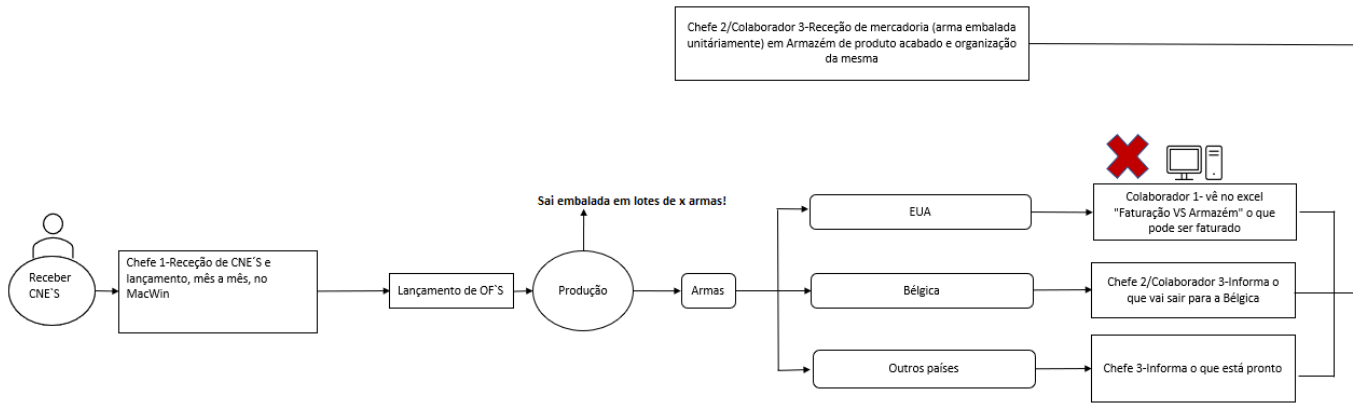 Chefe 2/Colaborador 3-Receção de mercadoria (arma embalada
unitáriamente) em Armazém de produto acabado e organização
da mesma
Sai embalada em lotes de x armas!
Receber
CNE'S
Chefe 1-Receção de CNE´S e
lançamento, mês a mês, no
MacWin
Lançamento de OF`S
Produção
Armas
EUA
Colaborador 1- vê no excel
"Faturação VS Armazém" o que
pode ser faturado
Bélgica
Chefe 2/Colaborador 3-Informa o
que vai sair para a Bélgica
Outros países
Chefe 3-Informa o que está pronto